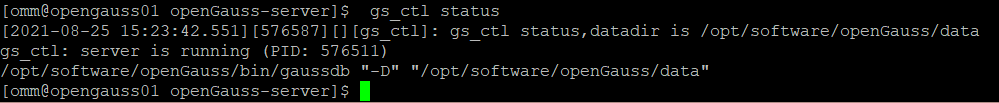 [omm@opengauss01 openGauss-server]$  gs_ctl status
[2021-08-25 15:23:42.551][576587][][gs_ctl]: gs_ctl status,datadir is /opt/software/openGauss/data
gs_ctl: server is running (PID: 576511)
/opt/software/openGauss/bin/gaussdb "-D" "/opt/software/openGauss/data"
[omm@opengauss01 openGauss-server]$